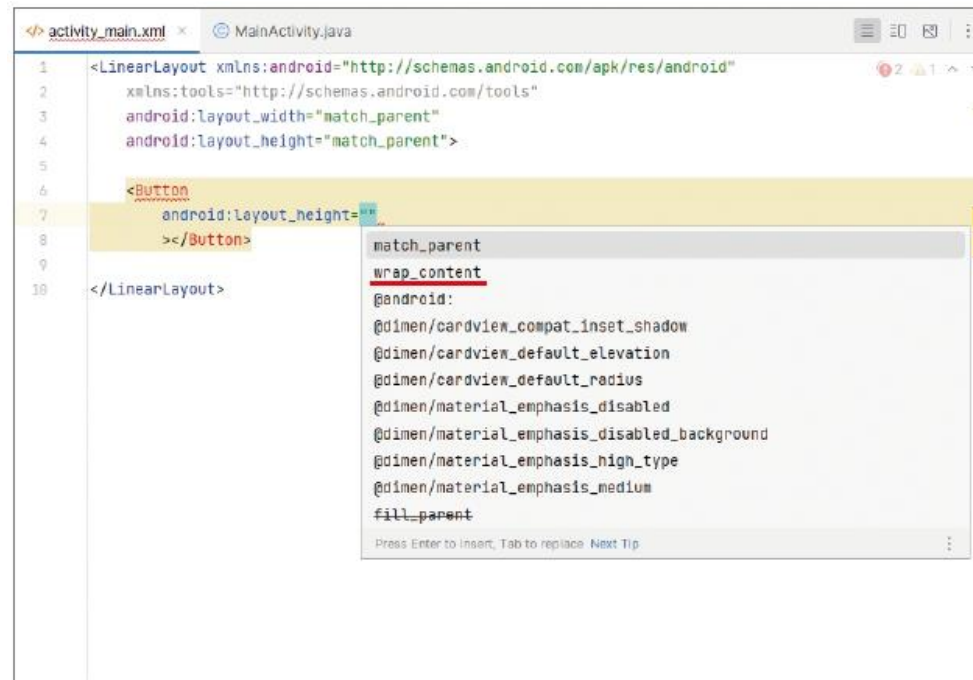 activity_main.xml
MainActivity.java
1 <LinearLayout xmlns:android="http://schemas.android.com/apk/res/android"
2 1
2 xmlns:tools="http://schemas.android.com/tools"
3 android:layout_width="match_parent"
4 android:layout_height="match_parent">
5
6 <Button
7 android:layout_height=""
8 ></Button>
9
10 </LinearLayout>
match_parent
wrap_content
@android:
@dimen/cardview_compat_inset_shadow
@dimen/cardview_default_elevation
@dimen/cardview_default_radius
@dimen/material_emphasis_disabled
@dimen/material_emphasis_disabled_background
@dimen/material_emphasis_high_type
@dimen/material_emphasis_medium
fill_parent
Press Enter to insert, Tab to replace Next Tip